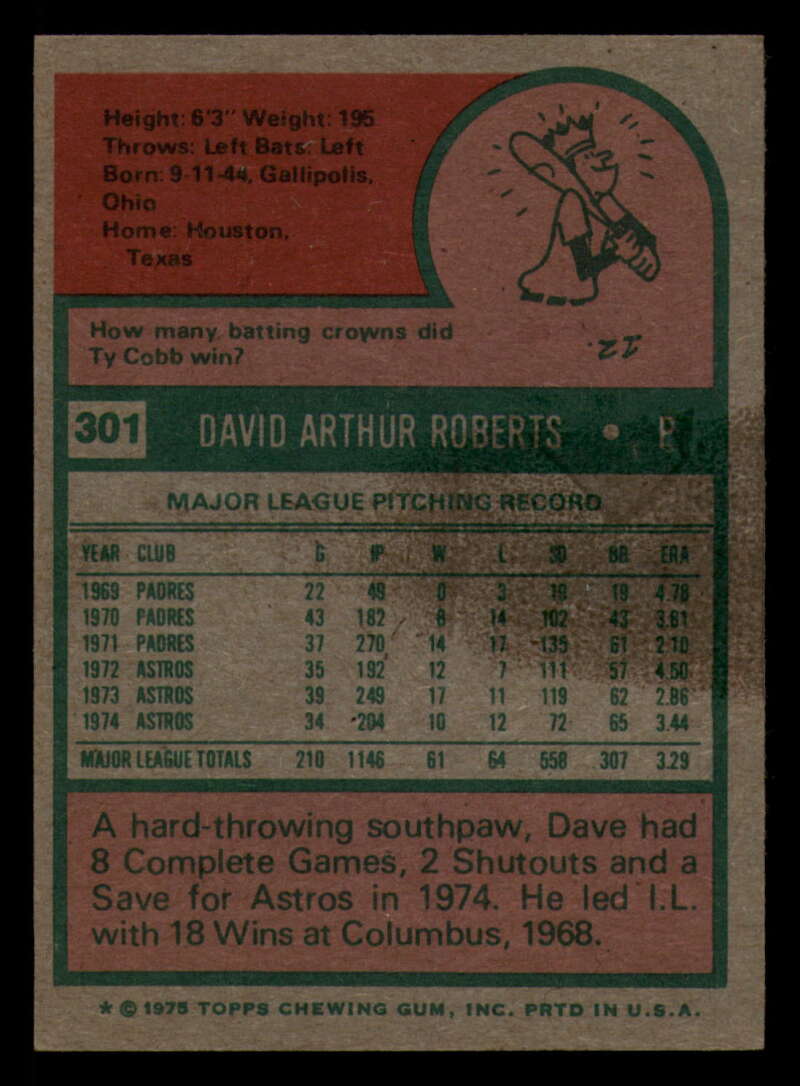 Height: 6'3" Weight: 195
Throws: Left Bats: Left
Born: 9-11-44, Gallipolis,
Ohio
Home: Houston,
Texas
How many batting crowns did
Ty Cobb win?
12.
301 DAVID ARTHUR ROBERTS • P
MAJOR LEAGUE PITCHING RECORD
YEAR CLUB G IP W L SO BB ERA
1969 PADRES 22 49 0 3 19 19 4.78
1970 PADRES 43 182 8 14 102 43 3.81
1971 PADRES 37 270 14 17 135 61 2.10
1972 ASTROS 35 192 12 7 111 57 4.50
1973 ASTROS 39 249 17 11 119 62 2.86
1974 ASTROS 34 204 10 12 72 65 3.44
MAJOR LEAGUE TOTALS 210 1146 61 64 558 307 3.29
A hard-throwing southpaw, Dave had
8 Complete Games, 2 Shutouts and a
Save for Astros in 1974. He led I.L.
with 18 Wins at Columbus, 1968.
* © 1975 TOPPS CHEWING GUM, INC. PRTD IN U.S.A.